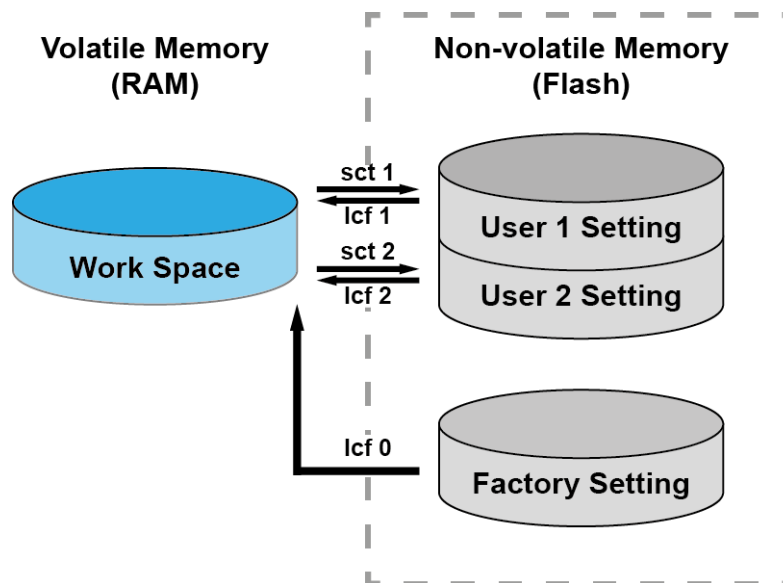 Volatile Memory
(RAM)
Non-volatile Memory
(Flash)
sct 1
lcf 1
sct 2
lcf 2
Work Space
User 1 Setting
User 2 Setting
lcf 0
Factory Setting